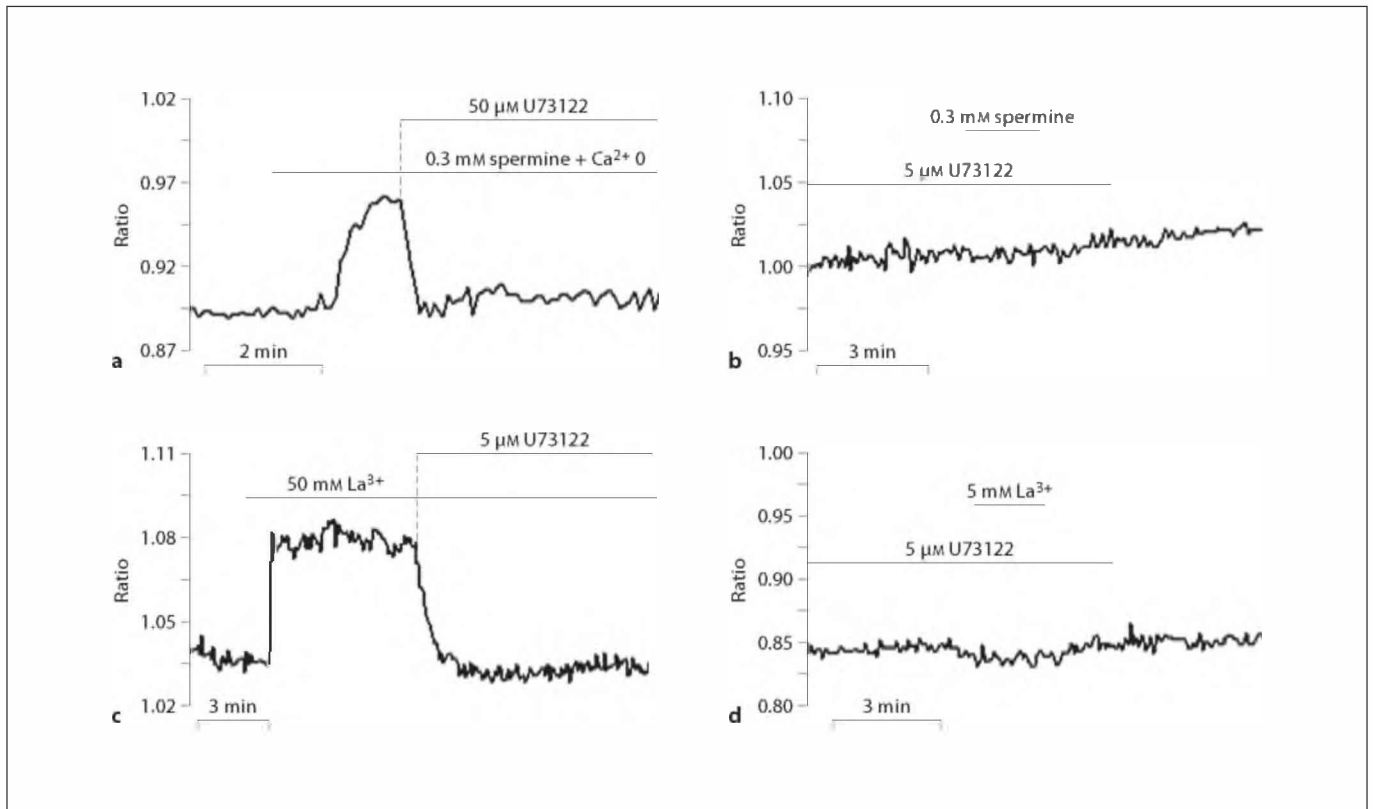 1.02
0.97
0.92
0.87
Ratio
50 µM U73122
0.3 mM spermine + Ca²⁺ 0
2 min
a
1.10
1.05
1.00
0.95
Ratio
0.3 mM spermine
5 µM U73122
3 min
b
1.11
1.08
1.05
1.02
Ratio
5 µM U73122
50 mM La³⁺
3 min
c
1.00
0.95
0.90
0.85
0.80
Ratio
5 mM La³⁺
5 µM U73122
3 min
d